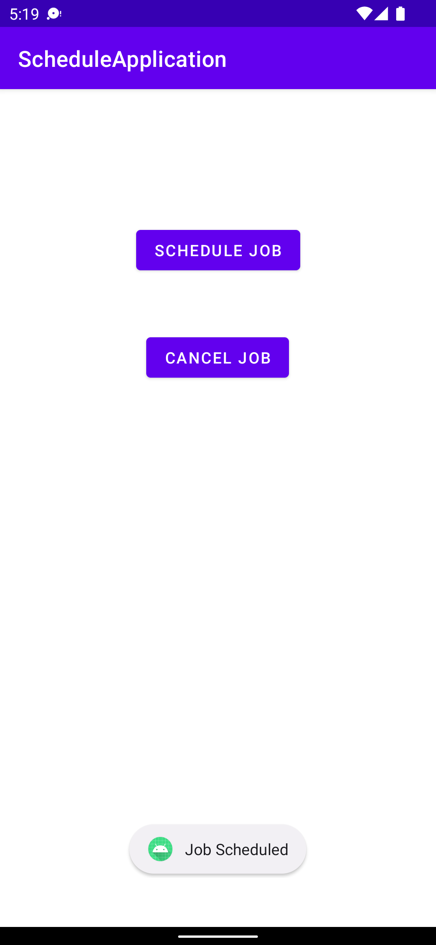 5:19
ScheduleApplication
SCHEDULE JOB
CANCEL JOB
Job Scheduled